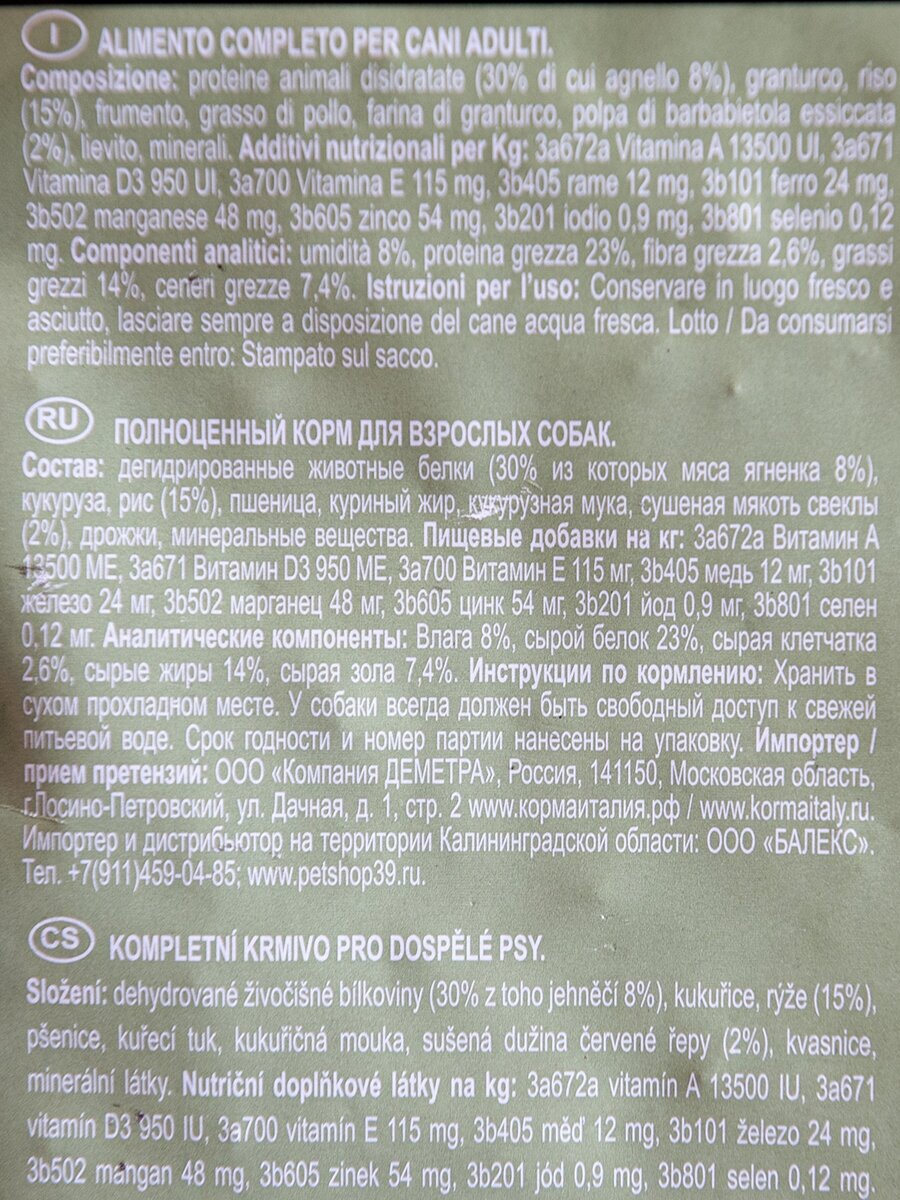 I ALIMENTO COMPLETO PER CANI ADULTI.
Composizione: proteine animali disidratate (30% di cui agnello 8%), granturco, riso
(15%), frumento, grasso di pollo, farina di granturco, polpa di barbabietola essiccata
(2%), lievito, minerali. Additivi nutrizionali per Kg: 3a672a Vitamina A 13500 UI, 3a671
Vitamina D3 950 UI, 3a700 Vitamina E 115 mg, 3b405 rame 12 mg, 3b101 ferro 24 mg,
3b502 manganese 48 mg, 3b605 zinco 54 mg, 3b201 iodio 0,9 mg, 3b801 selenio 0,12
mg. Componenti analitici: umidità 8%, proteina grezza 23%, fibra grezza 2,6%, grassi
grezzi 14%, ceneri grezze 7,4%. Istruzioni per l'uso: Conservare in luogo fresco e
asciutto, lasciare sempre a disposizione del cane acqua fresca. Lotto / Da consumarsi
preferibilmente entro: Stampato sul sacco.
RU ПОЛНОЦЕННЫЙ КОРМ ДЛЯ ВЗРОСЛЫХ СОБАК.
Состав: дегидрированные животные белки (30% из которых мяса ягненка 8%),
кукуруза, рис (15%), пшеница, куриный жир, кукурузная мука, сушеная мякоть свеклы
(2%), дрожжи, минеральные вещества. Пищевые добавки на кг: 3а672а Витамин А
13500 МЕ, 3а671 Витамин D3 950 МЕ, 3а700 Витамин Е 115 мг, 3b405 медь 12 мг, 3b101
железо 24 мг, 3b502 марганец 48 мг, 3b605 цинк 54 мг, 3b201 йод 0,9 мг, 3b801 селен
0,12 мг. Аналитические компоненты: Влага 8%, сырой белок 23%, сырая клетчатка
2,6%, сырые жиры 14%, сырая зола 7,4%. Инструкции по кормлению: Хранить в
сухом прохладном месте. У собаки всегда должен быть свободный доступ к свежей
питьевой воде. Срок годности и номер партии нанесены на упаковку. Импортер /
прием претензий: ООО «Компания ДЕМЕТРА», Россия, 141150, Московская область,
г.Лосино-Петровский, ул. Дачная, д. 1, стр. 2 www.кормаиталия.рф / www.kormaitaly.ru.
Импортер и дистрибьютор на территории Калининградской области: ООО «БАЛЕКС».
Тел. +7(911)459-04-85; www.petshop39.ru.
CS KOMPLETNÍ KRMIVO PRO DOSPĚLÉ PSY.
Složení: dehydrované živočišné bílkoviny (30% z toho jehněčí 8%), kukuřice, rýže (15%),
pšenice, kuřecí tuk, kukuřičná mouka, sušená dužina červené řepy (2%), kvasnice,
minerální látky. Nutriční doplňkové látky na kg: 3a672a vitamín A 13500 IU, 3a671
vitamín D3 950 IU, 3a700 vitamín E 115 mg, 3b405 měď 12 mg, 3b101 železo 24 mg,
3b502 mangan 48 mg, 3b605 zinek 54 mg, 3b201 jód 0,9 mg, 3b801 selen 0,12 mg.